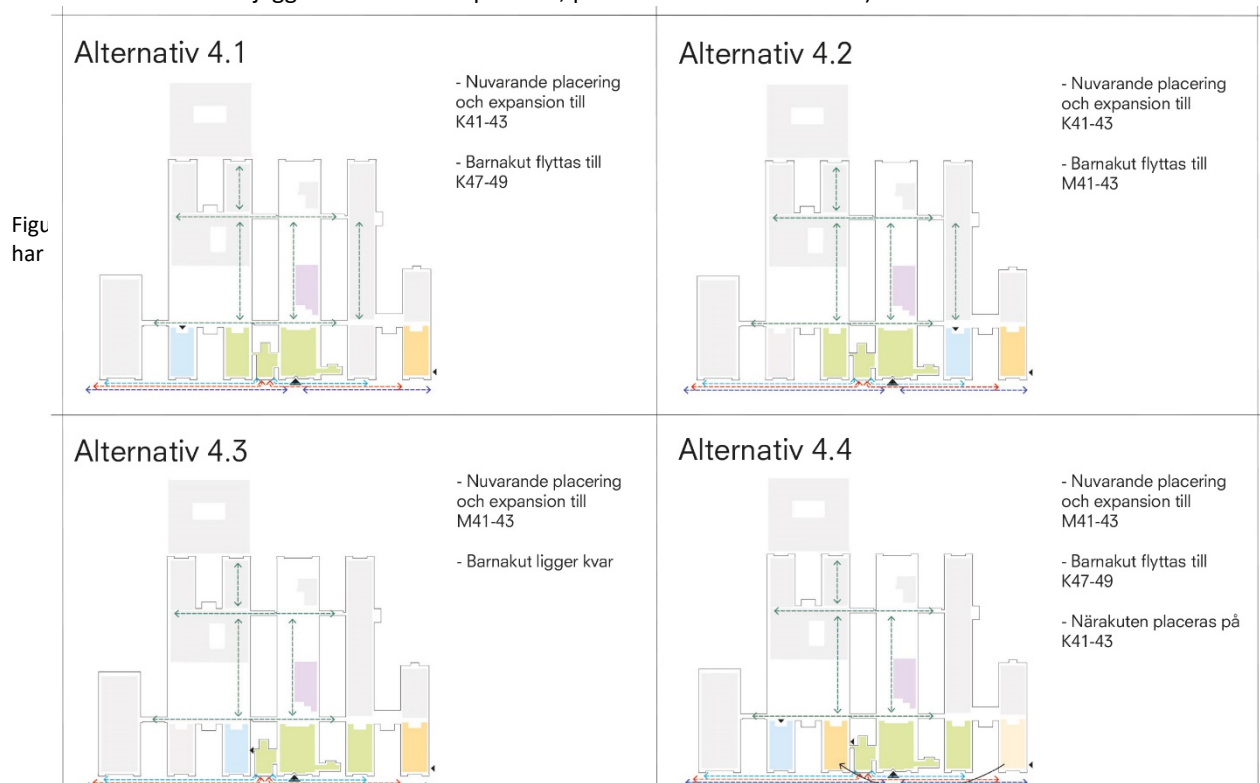 Alternativ 4.1
- Nuvarande placering
och expansion till
K41-43
- Barnakut flyttas till
K47-49
Alternativ 4.2
- Nuvarande placering
och expansion till
K41-43
- Barnakut flyttas till
M41-43
Figu
har
Alternativ 4.3
- Nuvarande placering
och expansion till
M41-43
- Barnakut ligger kvar
Alternativ 4.4
- Nuvarande placering
och expansion till
M41-43
- Barnakut flyttas till
K47-49
- Närakuten placeras på
K41-43